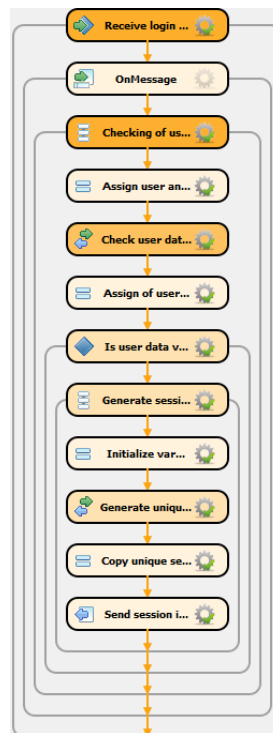 Receive login ...
OnMessage
Checking of us...
Assign user an...
Check user dat...
Assign of user...
Is user data v...
Generate sessi...
Initialize var...
Generate uniqu...
Copy unique se...
Send session i...